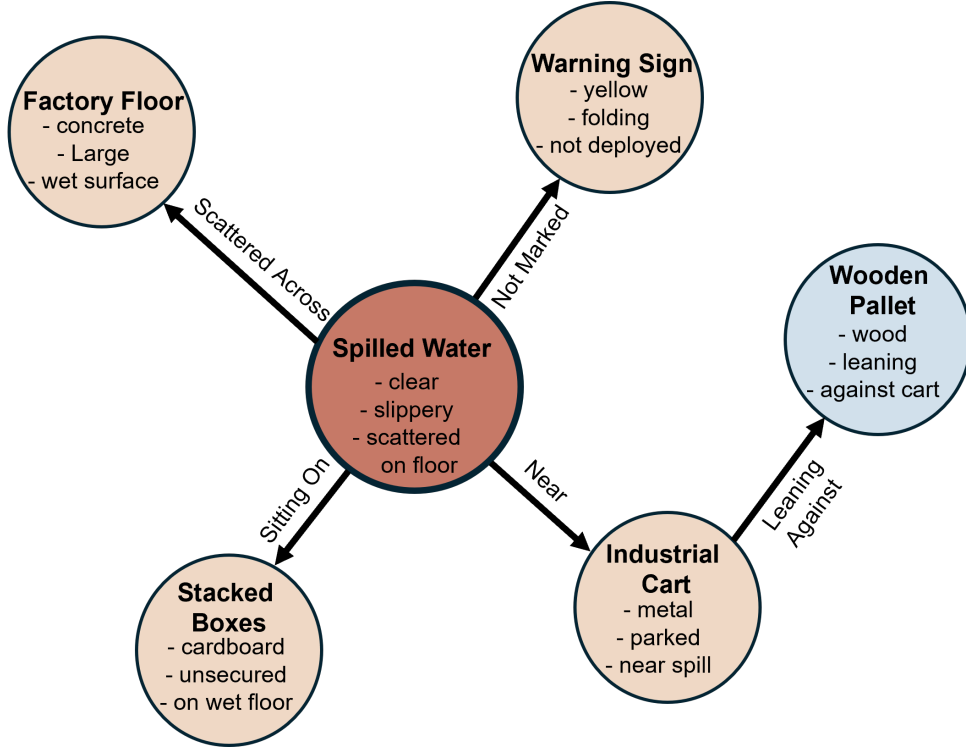 Factory Floor
- concrete
- Large
- wet surface
Warning Sign
- yellow
- folding
- not deployed
Scattered Across
Not Marked
Wooden
Pallet
- wood
- leaning
- against cart
Spilled Water
- clear
- slippery
- scattered
on floor
Sitting On
Near
Leaning
Against
Stacked
Boxes
- cardboard
- unsecured
- on wet floor
Industrial
Cart
- metal
- parked
- near spill